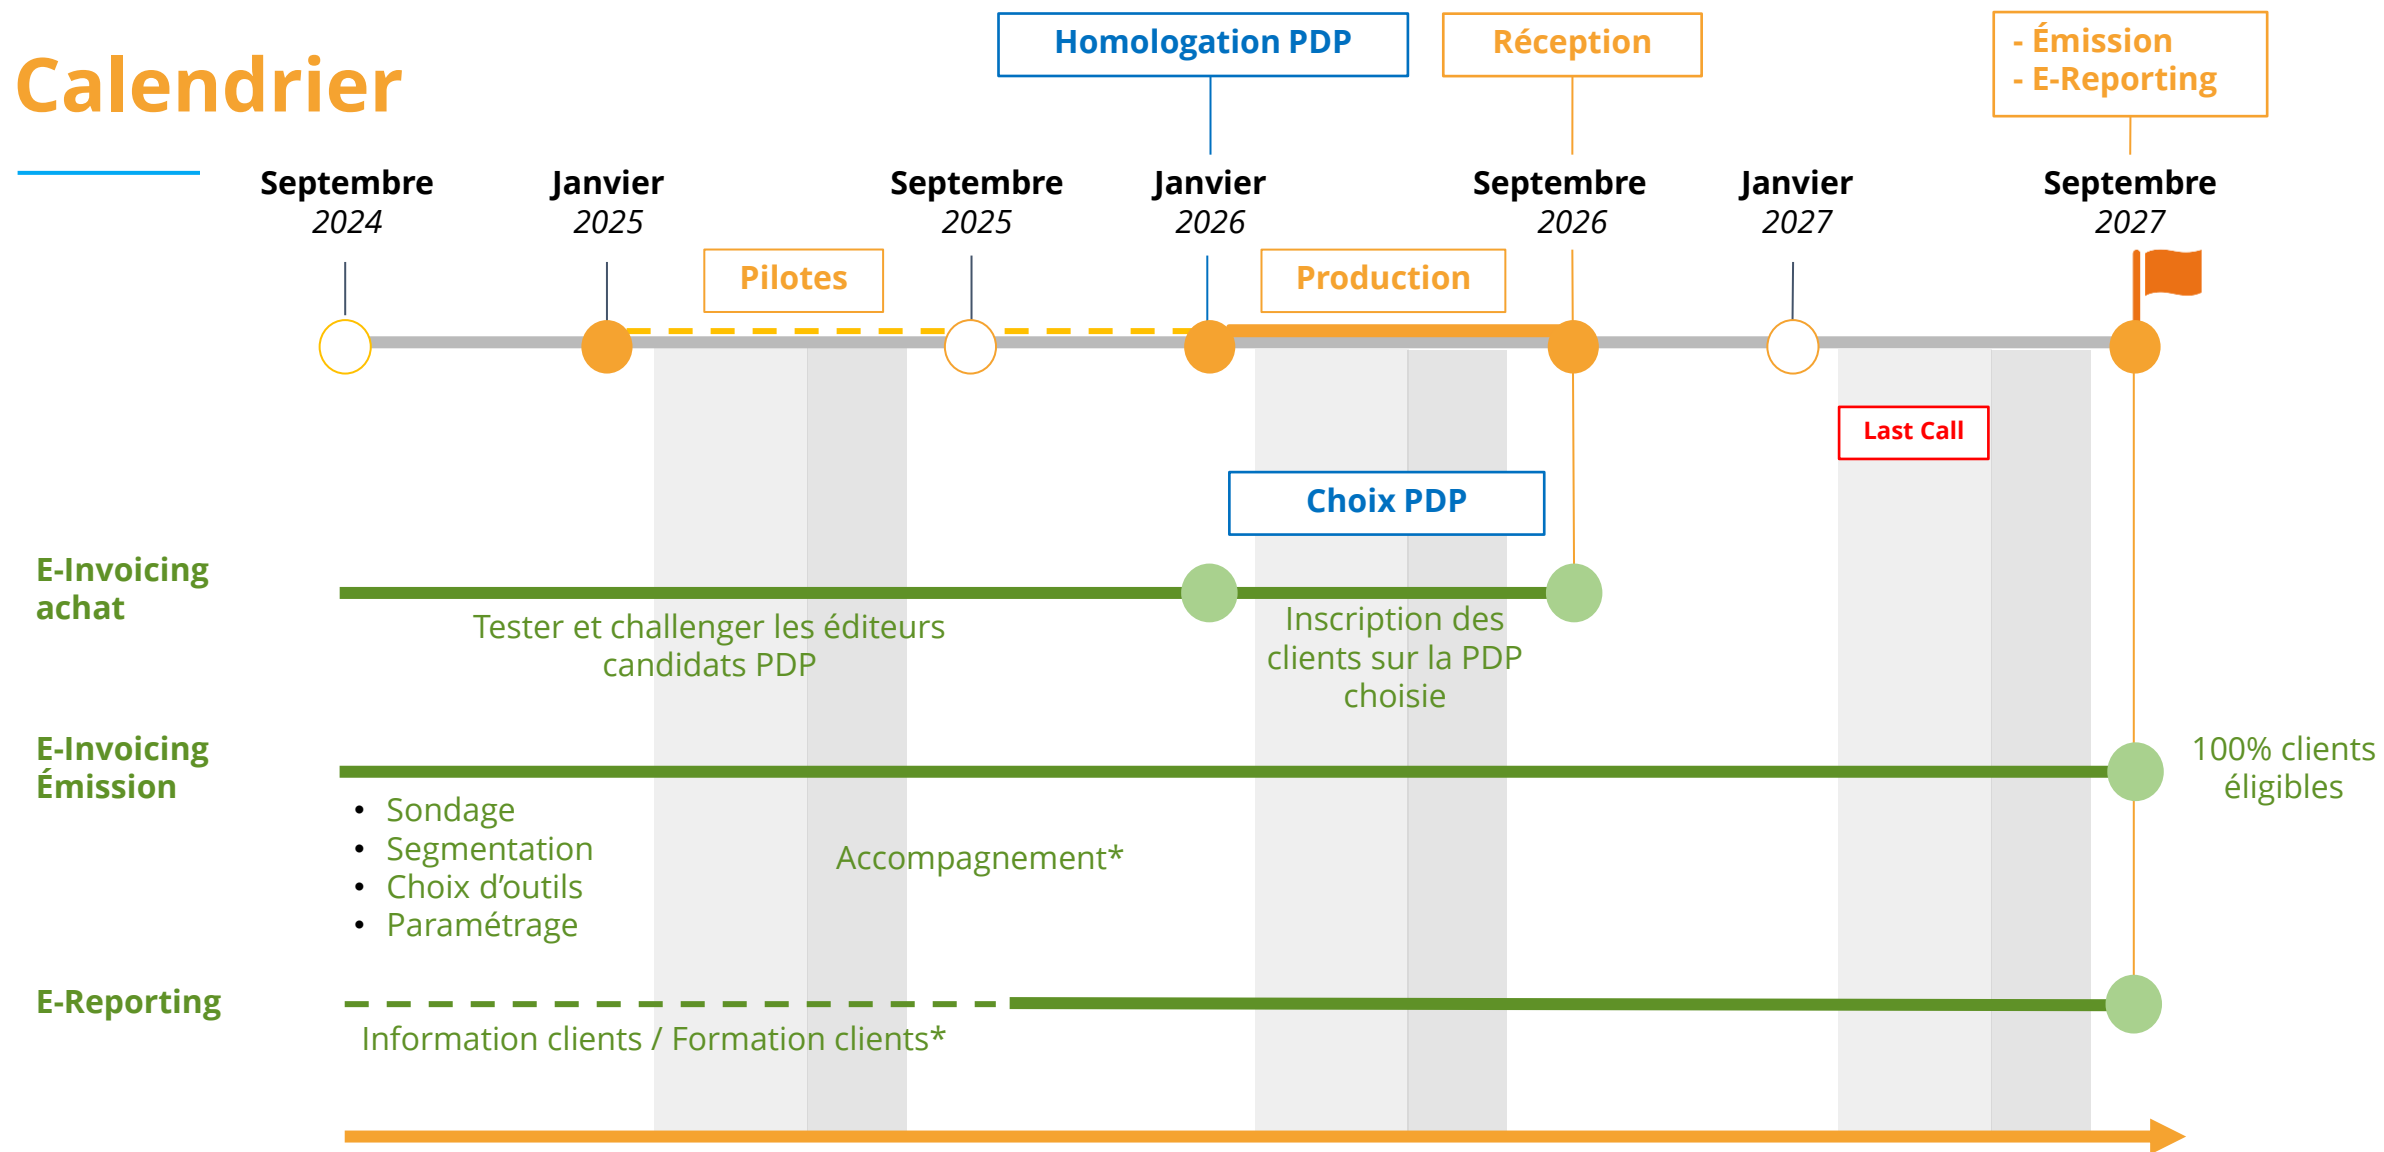 Calendrier
Homologation PDP
Réception
- Émission
- E-Reporting
Septembre
2024
Janvier
2025
Septembre
2025
Janvier
2026
Septembre
2026
Janvier
2027
Septembre
2027
Pilotes
Production
Last Call
Choix PDP
E-Invoicing
achat
Tester et challenger les éditeurs
candidats PDP
Inscription des
clients sur la PDP
choisie
E-Invoicing
Émission
100% clients
éligibles
• Sondage
• Segmentation
• Choix d’outils
• Paramétrage
Accompagnement*
E-Reporting
Information clients / Formation clients*